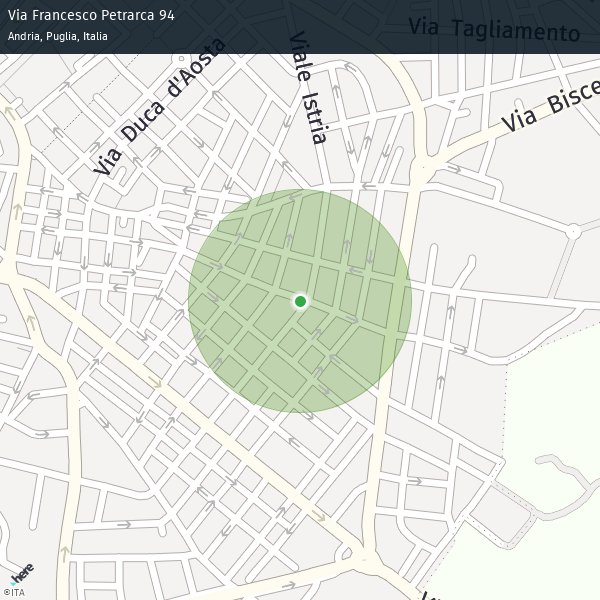 Via Francesco Petrarca 94
Andria, Puglia, Italia
Via Tagliamento
Viale Istria
Via Duca d'Aosta
Via Bisce
here
©ITA